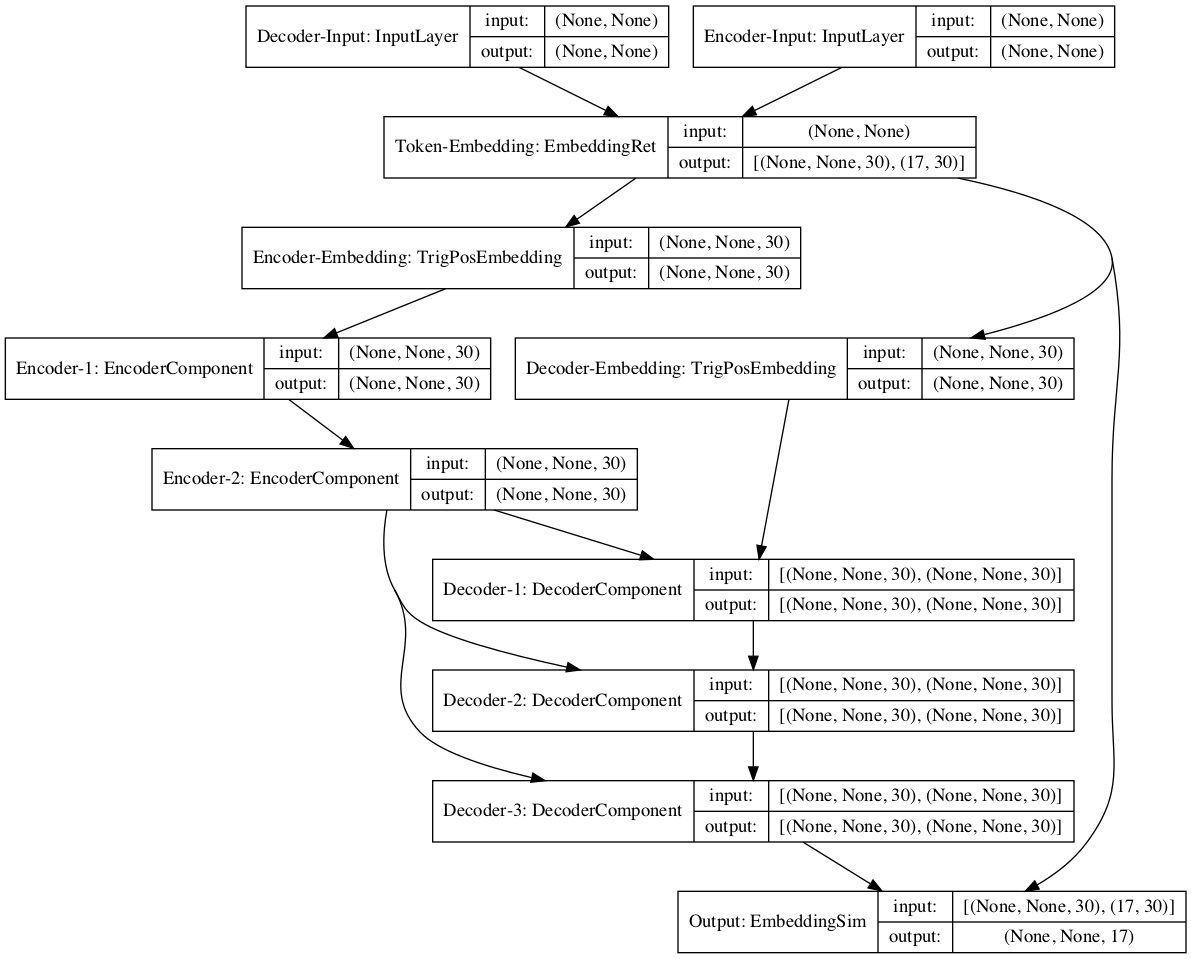 Decoder-Input: InputLayer
input:
(None, None)
output:
(None, None)
Encoder-Input: InputLayer
input:
(None, None)
output:
(None, None)
Token-Embedding: EmbeddingRet
input:
(None, None)
output:
[(None, None, 30), (17, 30)]
Encoder-Embedding: TrigPosEmbedding
input:
(None, None, 30)
output:
(None, None, 30)
Encoder-1: EncoderComponent
input:
(None, None, 30)
output:
(None, None, 30)
Decoder-Embedding: TrigPosEmbedding
input:
(None, None, 30)
output:
(None, None, 30)
Encoder-2: EncoderComponent
input:
(None, None, 30)
output:
(None, None, 30)
Decoder-1: DecoderComponent
input:
[(None, None, 30), (None, None, 30)]
output:
[(None, None, 30), (None, None, 30)]
Decoder-2: DecoderComponent
input:
[(None, None, 30), (None, None, 30)]
output:
[(None, None, 30), (None, None, 30)]
Decoder-3: DecoderComponent
input:
[(None, None, 30), (None, None, 30)]
output:
[(None, None, 30), (None, None, 30)]
Output: EmbeddingSim
input:
[(None, None, 30), (17, 30)]
output:
(None, None, 17)